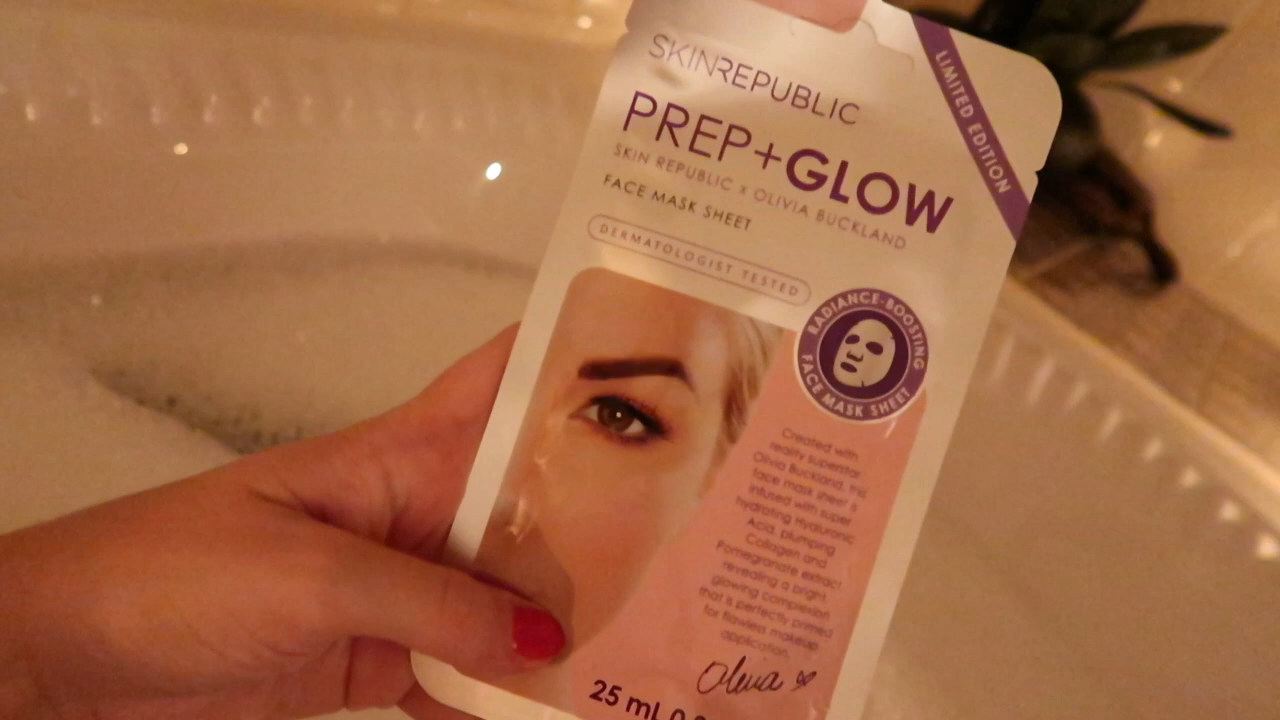 SKINREPUBLIC
PREP+GLOW
SKIN REPUBLIC x OLIVIA BUCKLAND
FACE MASK SHEET
DERMATOLOGIST TESTED
LIMITED EDITION
RADIANCE-BOOSTING
FACE MASK SHEET
Created with
reality superstar
Olivia Buckland, this
face mask sheet is
infused with super
hydrating Hyaluronic
Acid, plumping
Collagen and
Pomegranate extract
revealing a bright,
glowing complexion
that is perfectly primed
for flawless makeup
application.
Olivia
25 mL